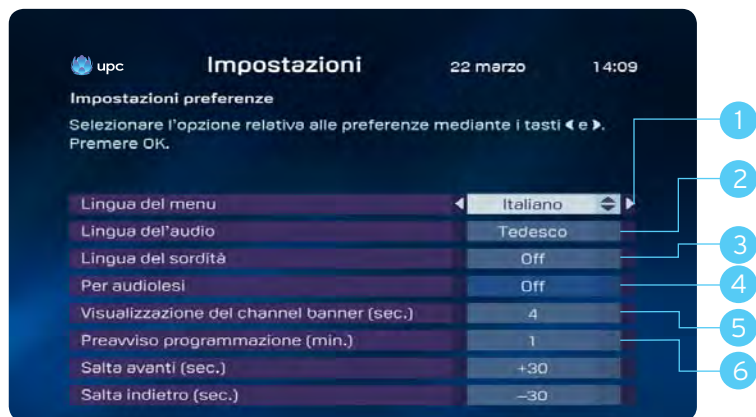 upc Impostazioni 22 marzo 14:09
Impostazioni preferenze
Selezionare l'opzione relativa alle preferenze mediante i tasti ◀ e ▶.
Premere OK.
Lingua del menu ◀ Italiano ▶
Lingua del'audio Tedesco
Lingua del sordità Off
Per audiolesi Off
Visualizzazione del channel banner (sec.) 4
Preavviso programmazione (min.) 1
Salta avanti (sec.) +30
Salta indietro (sec.) –30
1
2
3
4
5
6